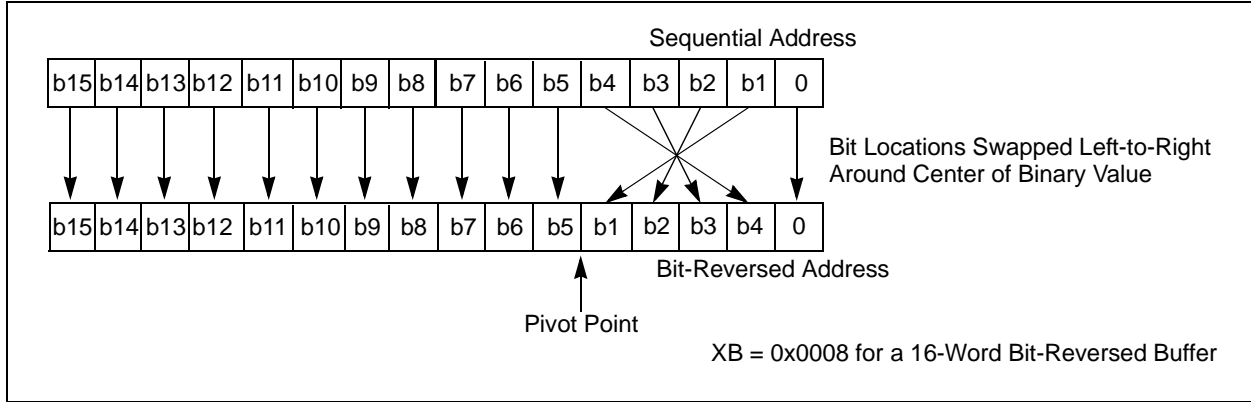 Sequential Address
b15 b14 b13 b12 b11 b10 b9 b8 b7 b6 b5 b4 b3 b2 b1 0
Bit Locations Swapped Left-to-Right
Around Center of Binary Value
b15 b14 b13 b12 b11 b10 b9 b8 b7 b6 b5 b1 b2 b3 b4 0
Bit-Reversed Address
Pivot Point
XB = 0x0008 for a 16-Word Bit-Reversed Buffer